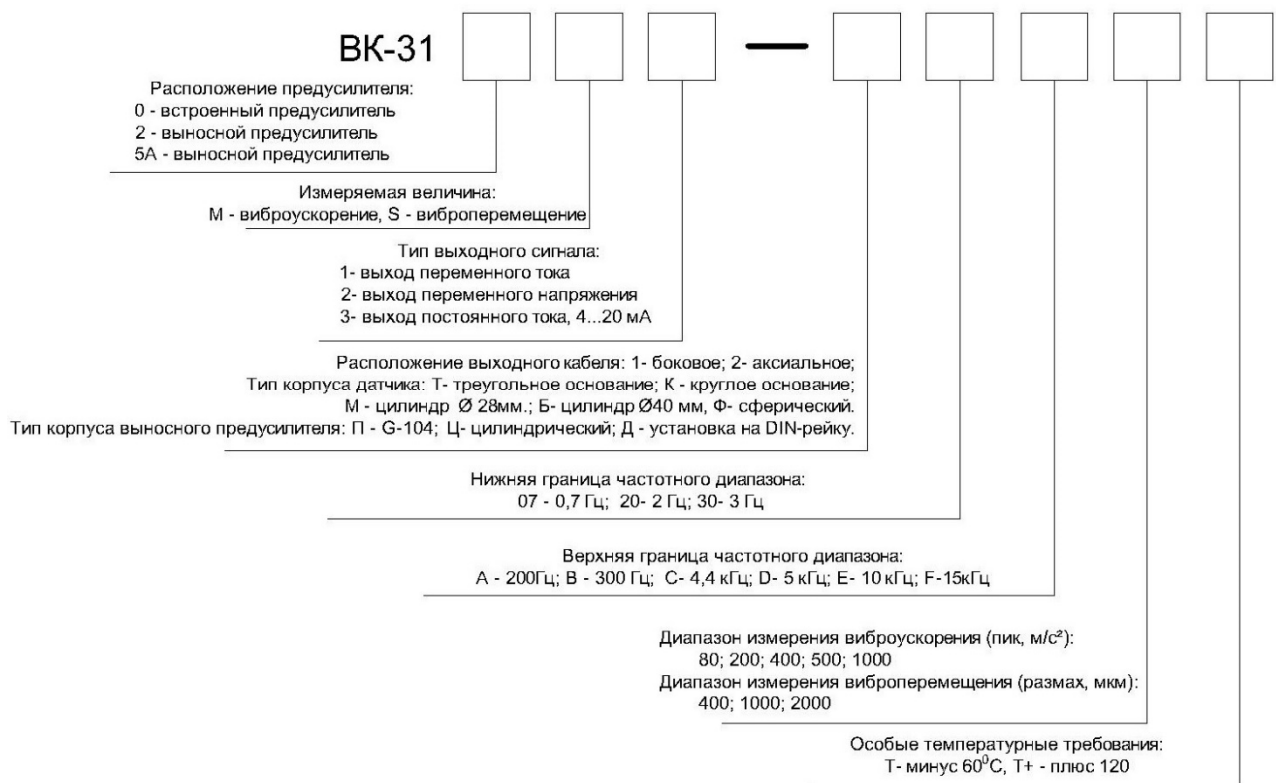 ВК-31 —
Расположение предусилителя:
0 - встроенный предусилитель
2 - выносной предусилитель
5А - выносной предусилитель
Измеряемая величина:
М - виброускорение, S - виброперемещение
Тип выходного сигнала:
1- выход переменного тока
2- выход переменного напряжения
3- выход постоянного тока, 4...20 мА
Расположение выходного кабеля: 1- боковое; 2- аксиальное;
Тип корпуса датчика: Т- треугольное основание; К - круглое основание;
М - цилиндр Ø 28мм.; Б- цилиндр Ø40 мм, Ф- сферический.
Тип корпуса выносного предусилителя: П - G-104; Ц- цилиндрический; Д - установка на DIN-рейку.
Нижняя граница частотного диапазона:
07 - 0,7 Гц; 20- 2 Гц; 30- 3 Гц
Верхняя граница частотного диапазона:
А - 200Гц; В - 300 Гц; С- 4,4 кГц; D- 5 кГц; Е- 10 кГц; F-15кГц
Диапазон измерения виброускорения (пик, м/с²):
80; 200; 400; 500; 1000
Диапазон измерения виброперемещения (размах, мкм):
400; 1000; 2000
Особые температурные требования:
Т- минус 60⁰С, Т+ - плюс 120